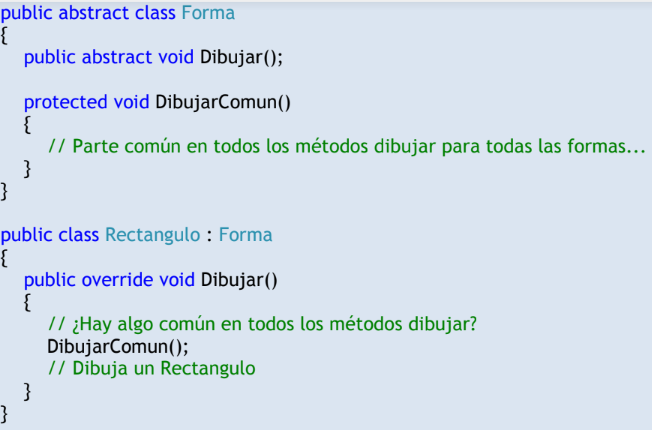 public abstract class Forma
{
public abstract void Dibujar();
protected void DibujarComun()
{
// Parte común en todos los métodos dibujar para todas las formas...
}
}
public class Rectangulo : Forma
{
public override void Dibujar()
{
// ¿Hay algo común en todos los métodos dibujar?
DibujarComun();
// Dibuja un Rectangulo
}
}